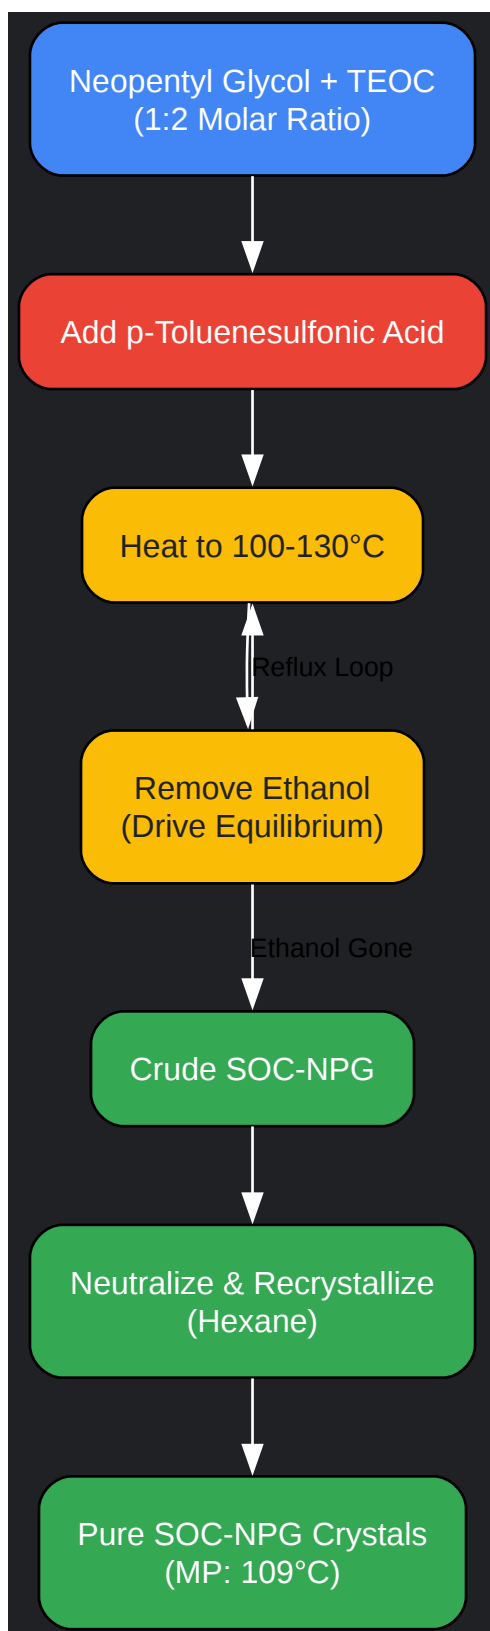 Neopentyl Glycol + TEOC
(1:2 Molar Ratio)
Add p-Toluenesulfonic Acid
Heat to 100-130°C
Reflux Loop
Remove Ethanol
(Drive Equilibrium)
Ethanol Gone
Crude SOC-NPG
Neutralize & Recrystallize
(Hexane)
Pure SOC-NPG Crystals
(MP: 109°C)